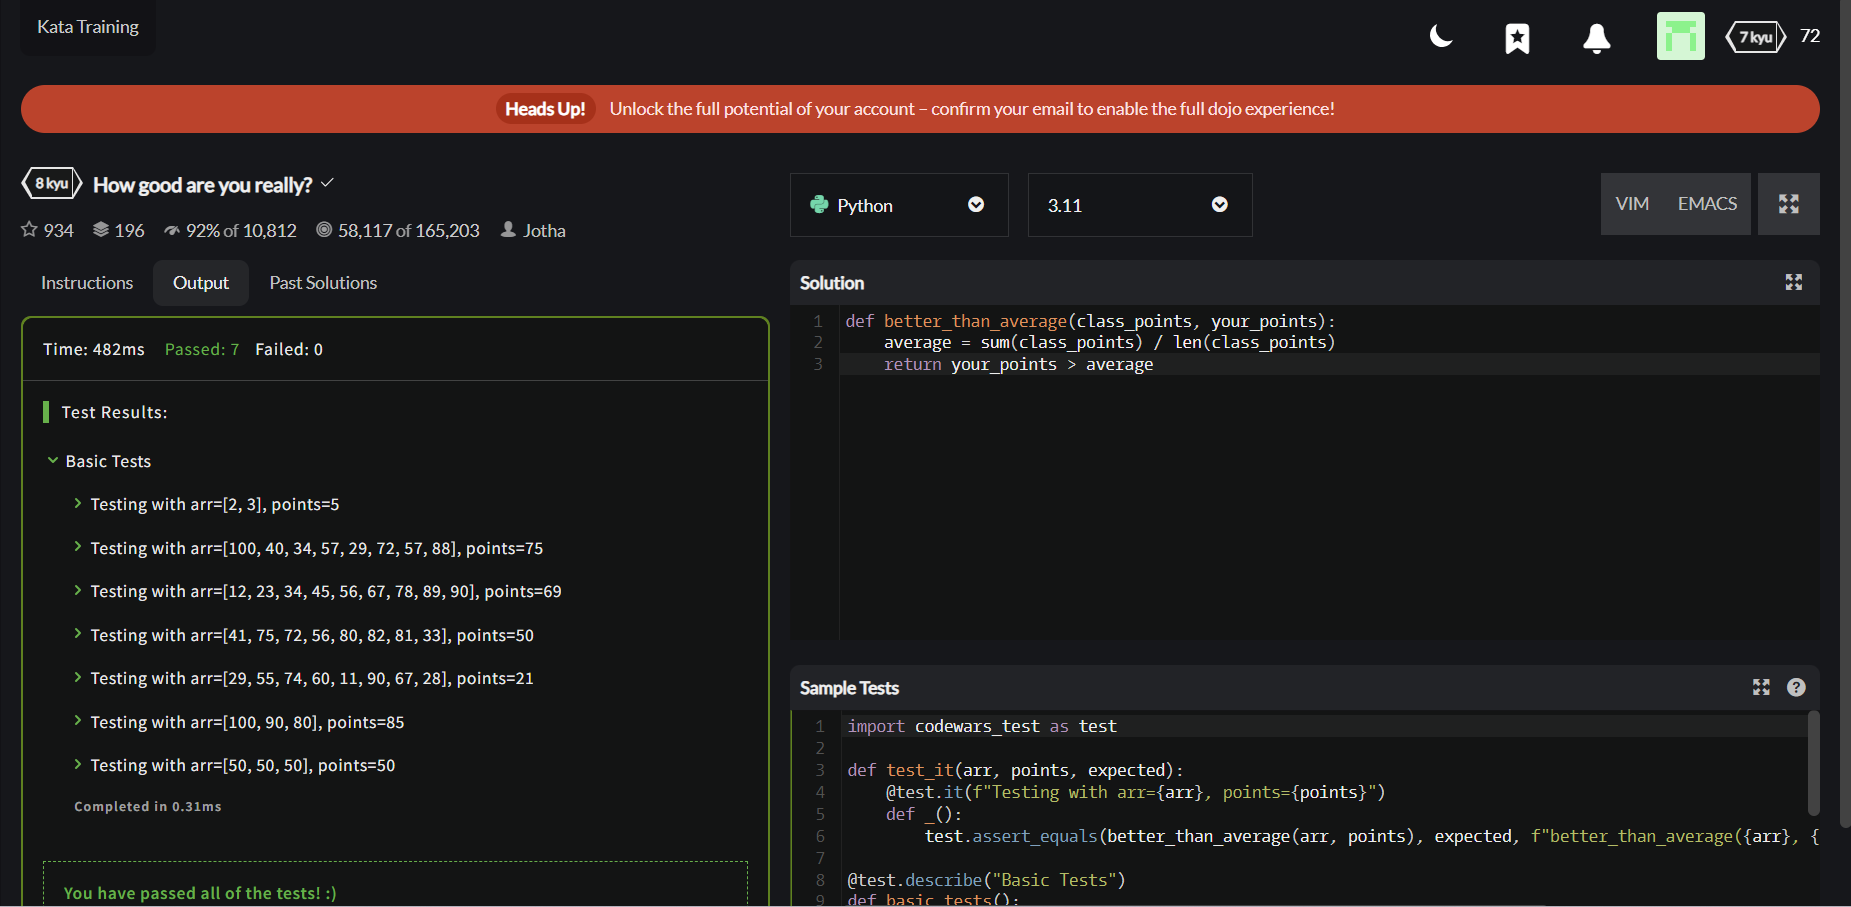 Kata Training
7 kyu 72
Heads Up! Unlock the full potential of your account – confirm your email to enable the full dojo experience!
8 kyu How good are you really?
934 196 92% of 10,812 58,117 of 165,203 Jotha
Instructions Output Past Solutions
Time: 482ms Passed: 7 Failed: 0
Test Results:
Basic Tests
Testing with arr=[2, 3], points=5
Testing with arr=[100, 40, 34, 57, 29, 72, 57, 88], points=75
Testing with arr=[12, 23, 34, 45, 56, 67, 78, 89, 90], points=69
Testing with arr=[41, 75, 72, 56, 80, 82, 81, 33], points=50
Testing with arr=[29, 55, 74, 60, 11, 90, 67, 28], points=21
Testing with arr=[100, 90, 80], points=85
Testing with arr=[50, 50, 50], points=50
Completed in 0.31ms
You have passed all of the tests! :)
Python 3.11 VIM EMACS
Solution
1 def better_than_average(class_points, your_points):
2 average = sum(class_points) / len(class_points)
3 return your_points > average
Sample Tests ?
1 import codewars_test as test
2
3 def test_it(arr, points, expected):
4 @test.it(f"Testing with arr={arr}, points={points}")
5 def _():
6 test.assert_equals(better_than_average(arr, points), expected, f"better_than_average({arr}, {
7
8 @test.describe("Basic Tests")
9 def basic_tests():